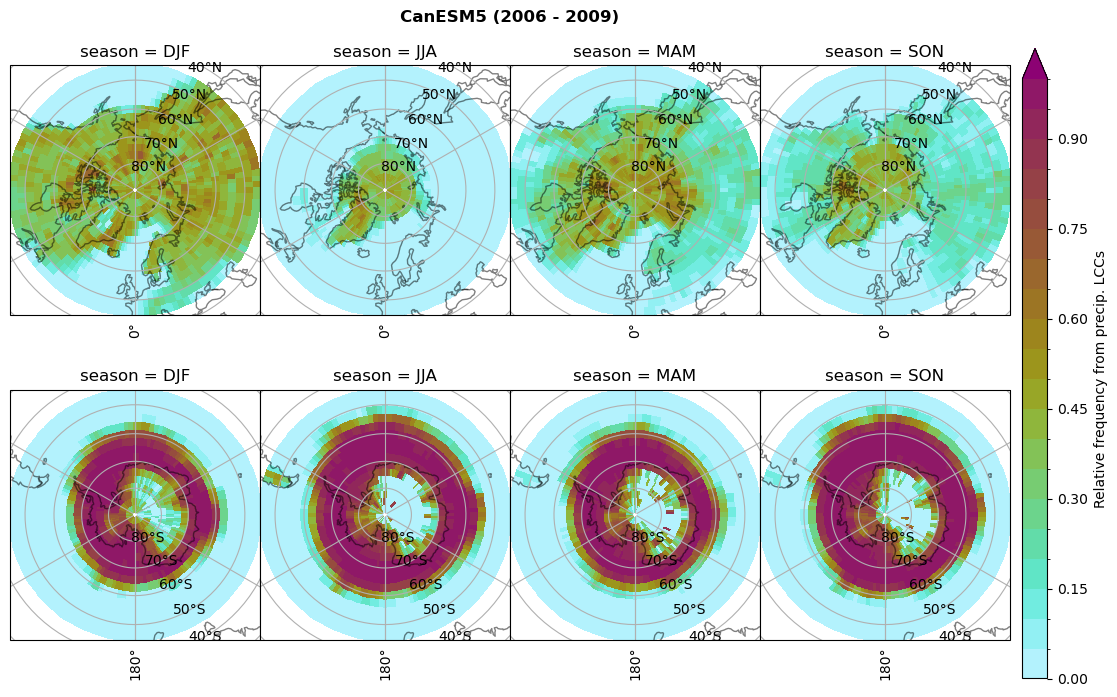 CanESM5 (2006 - 2009)
season = DJF
season = JJA
season = MAM
season = SON
40°N
50°N
60°N
70°N
80°N
0°
40°N
50°N
60°N
70°N
80°N
0°
40°N
50°N
60°N
70°N
80°N
0°
40°N
50°N
60°N
70°N
80°N
0°
season = DJF
season = JJA
season = MAM
season = SON
80°S
70°S
60°S
50°S
40°S
180°
80°S
70°S
60°S
50°S
40°S
180°
80°S
70°S
60°S
50°S
40°S
180°
80°S
70°S
60°S
50°S
40°S
180°
0.90
0.75
0.60
0.45
0.30
0.15
0.00
Relative frequency from precip. LCCs